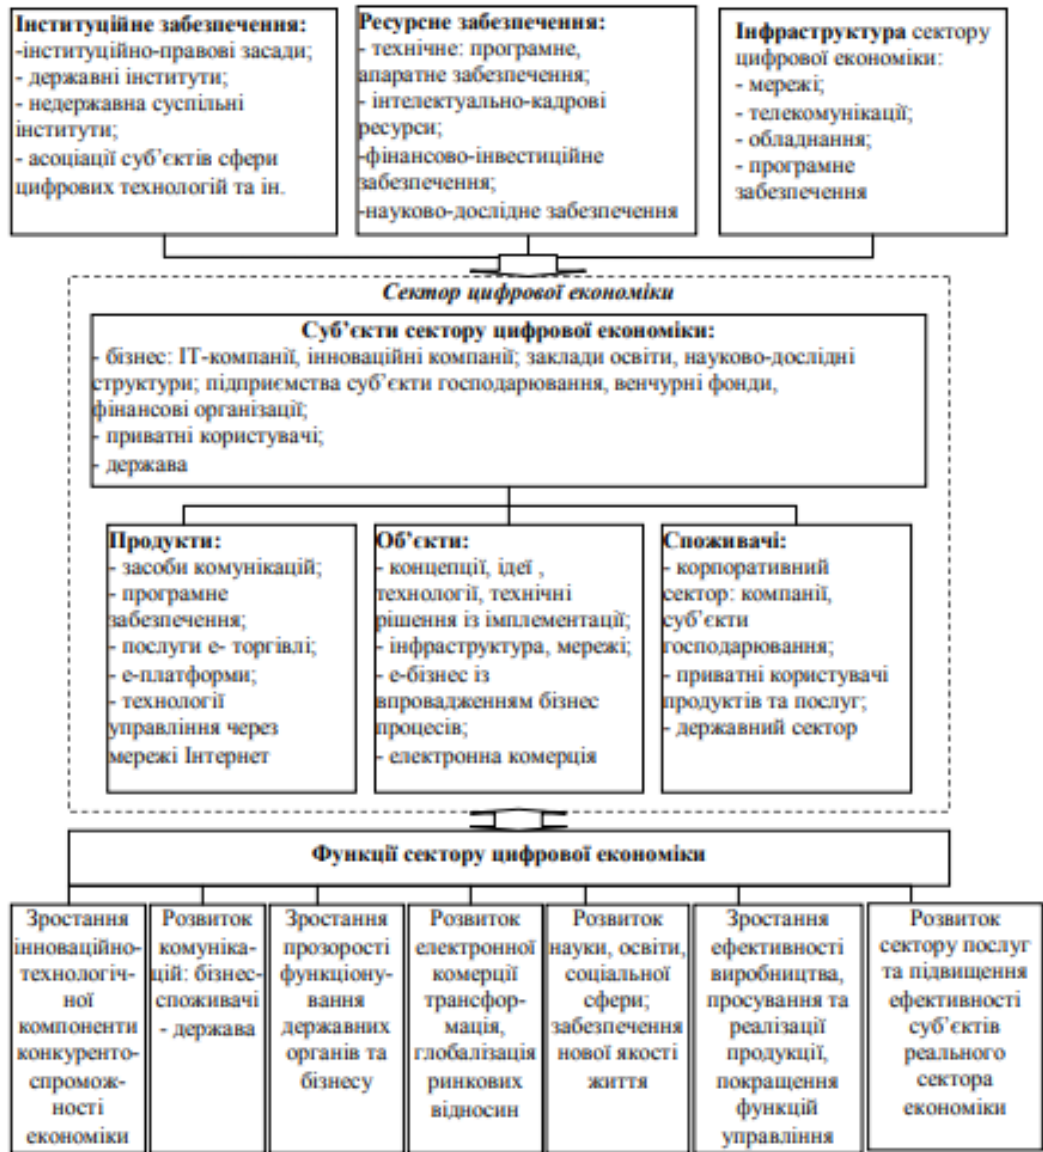 Інституційне забезпечення:
-інституційно-правові засади;
- державні інститути;
- недержавна суспільні
інститути;
- асоціації суб’єктів сфери
цифрових технологій та ін.
Ресурсне забезпечення:
- технічне: програмне,
апаратне забезпечення;
- інтелектуально-кадрові
ресурси;
-фінансово-інвестиційне
забезпечення;
-науково-дослідне забезпечення
Інфраструктура сектору
цифрової економіки:
- мережі;
- телекомунікації;
- обладнання;
- програмне
забезпечення
Сектор цифрової економіки
Суб’єкти сектору цифрової економіки:
- бізнес: ІТ-компанії, інноваційні компанії; заклади освіти, науково-дослідні
структури; підприємства суб’єкти господарювання, венчурні фонди,
фінансові організації;
- приватні користувачі;
- держава
Продукти:
- засоби комунікацій;
- програмне
забезпечення;
- послуги е- торгівлі;
- е-платформи;
- технології
управління через
мережі Інтернет
Об’єкти:
- концепції, ідеї ,
технології, технічні
рішення із імплементації;
- інфраструктура, мережі;
- е-бізнес із
впровадженням бізнес
процесів;
- електронна комерція
Споживачі:
- корпоративний
сектор: компанії,
суб’єкти
господарювання;
- приватні користувачі
продуктів та послуг;
- державний сектор
Функції сектору цифрової економіки
Зростання
інноваційно-
технологіч-
ної
компоненти
конкуренто-
спромож-
ності
економіки
Розвиток
комуніка-
цій: бізнес-
споживачі
- держава
Зростання
прозорості
функціону-
вання
державних
органів та
бізнесу
Розвиток
електронної
комерції
трансфор-
мація,
глобалізація
ринкових
відносин
Розвиток
науки, освіти,
соціальної
сфери;
забезпечення
нової якості
життя
Зростання
ефективності
виробництва,
просування та
реалізації
продукції,
покращення
функцій
управління
Розвиток
сектору послуг
та підвищення
ефективності
суб’єктів
реального
сектора
економіки